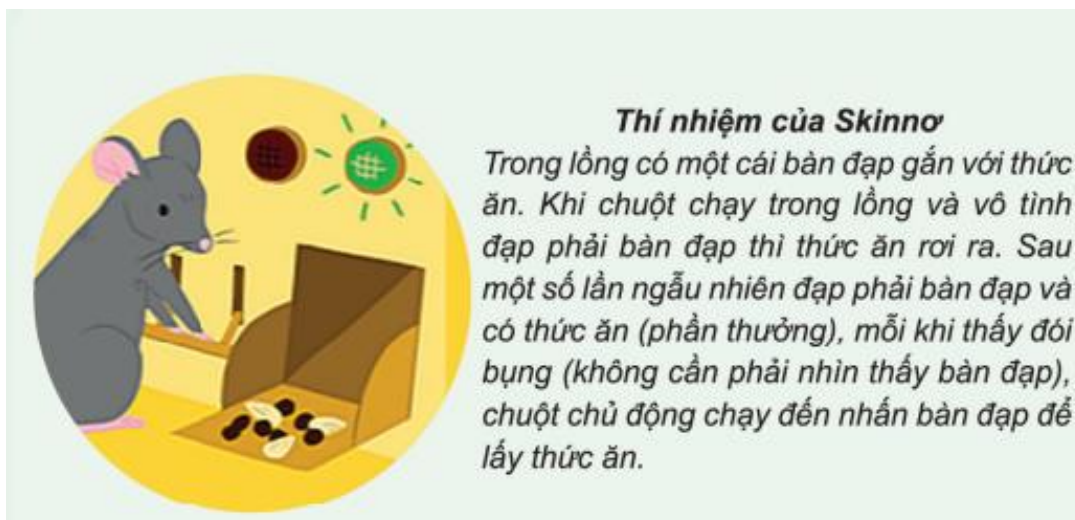 Thí nhiệm của Skinnơ
Trong lồng có một cái bàn đạp gắn với thức
ăn. Khi chuột chạy trong lồng và vô tình
đạp phải bàn đạp thì thức ăn rơi ra. Sau
một số lần ngẫu nhiên đạp phải bàn đạp và
có thức ăn (phần thưởng), mỗi khi thấy đói
bụng (không cần phải nhìn thấy bàn đạp),
chuột chủ động chạy đến nhấn bàn đạp để
lấy thức ăn.